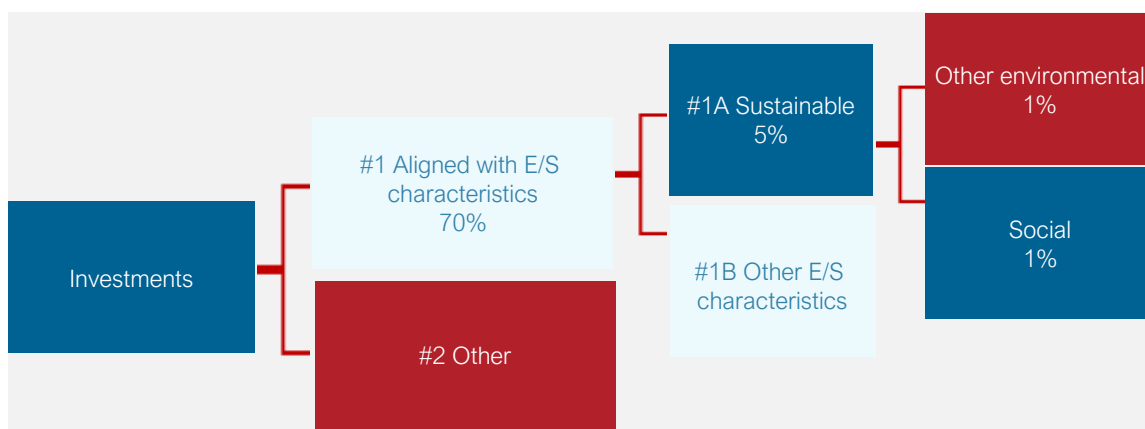 Investments
#1 Aligned with E/S
characteristics
70%
#2 Other
#1A Sustainable
5%
#1B Other E/S
characteristics
Other environmental
1%
Social
1%